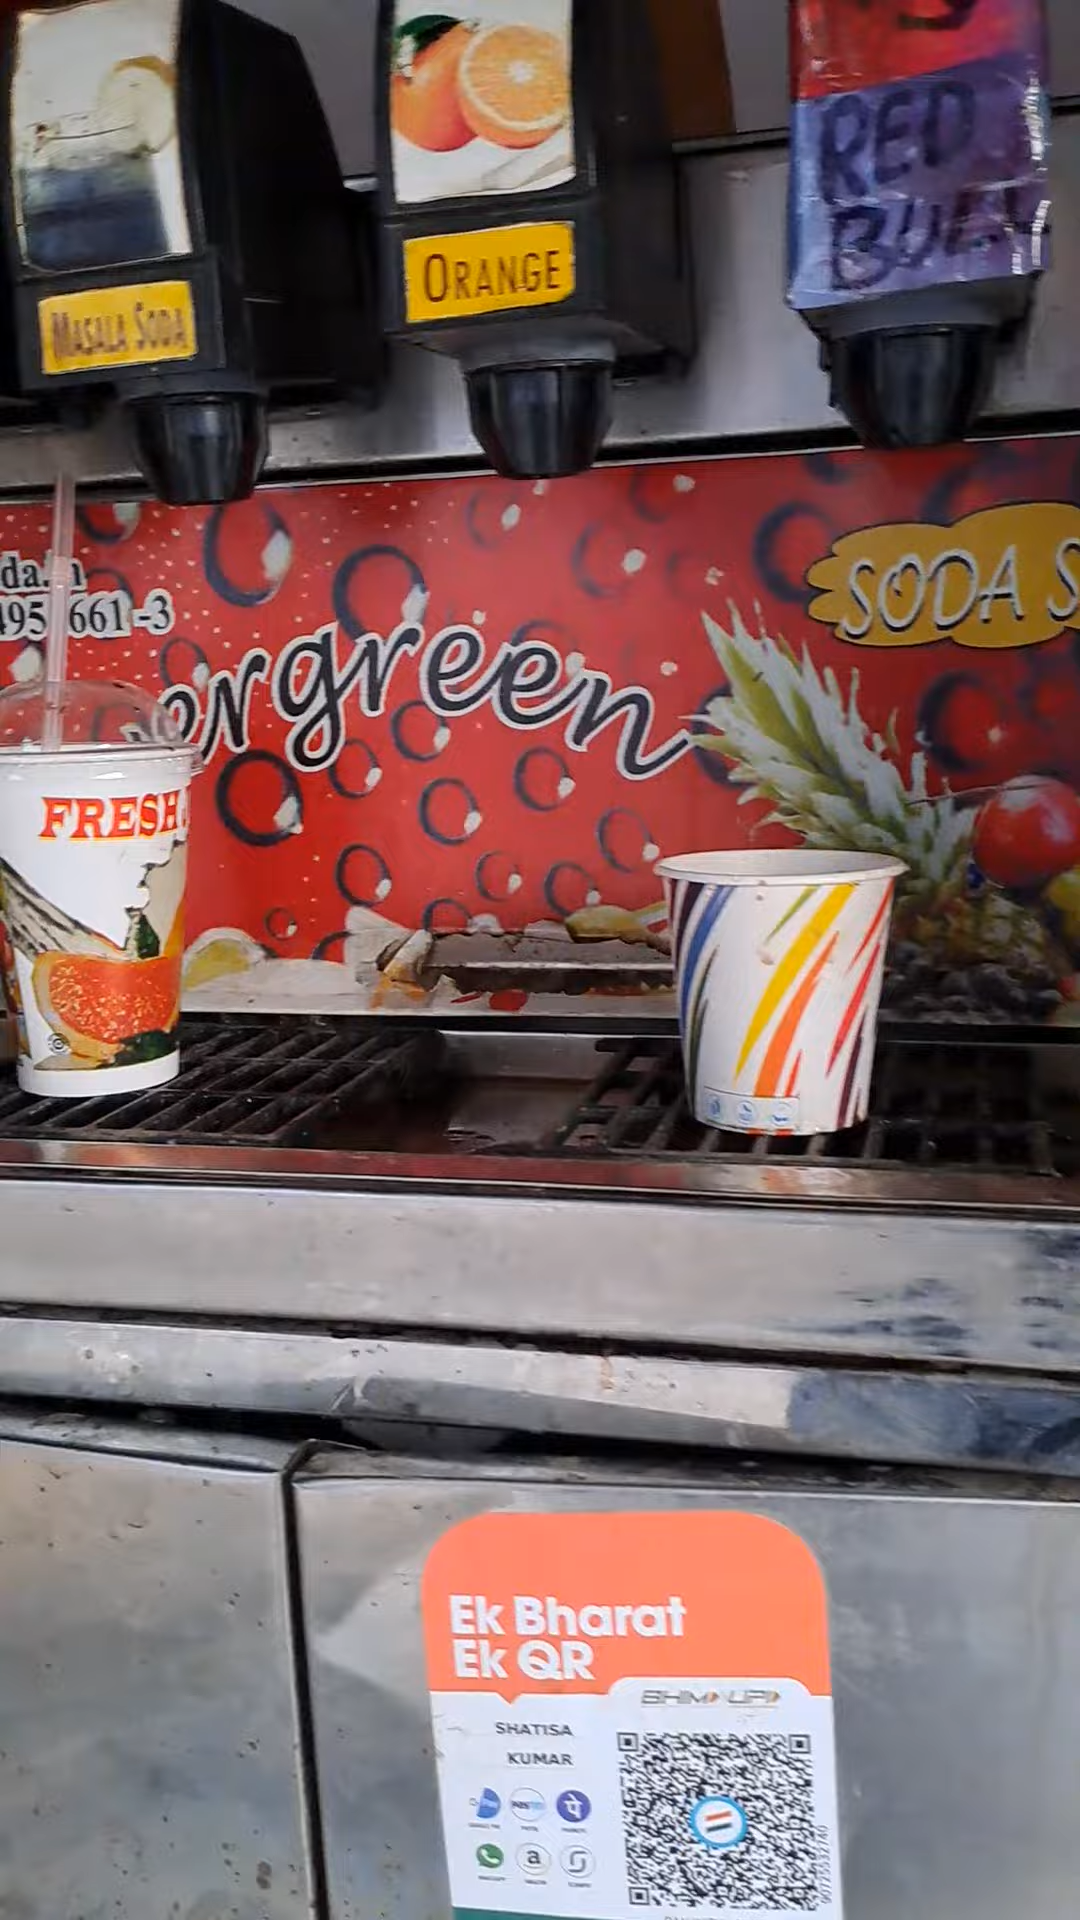 RED
BULL
ORANGE
MASALA SODA
SODA S
da.in
495 661-3
ergreen
FRESH
Ek Bharat
Ek QR
BHIM UPI
SHATISA
KUMAR
Paytm
a